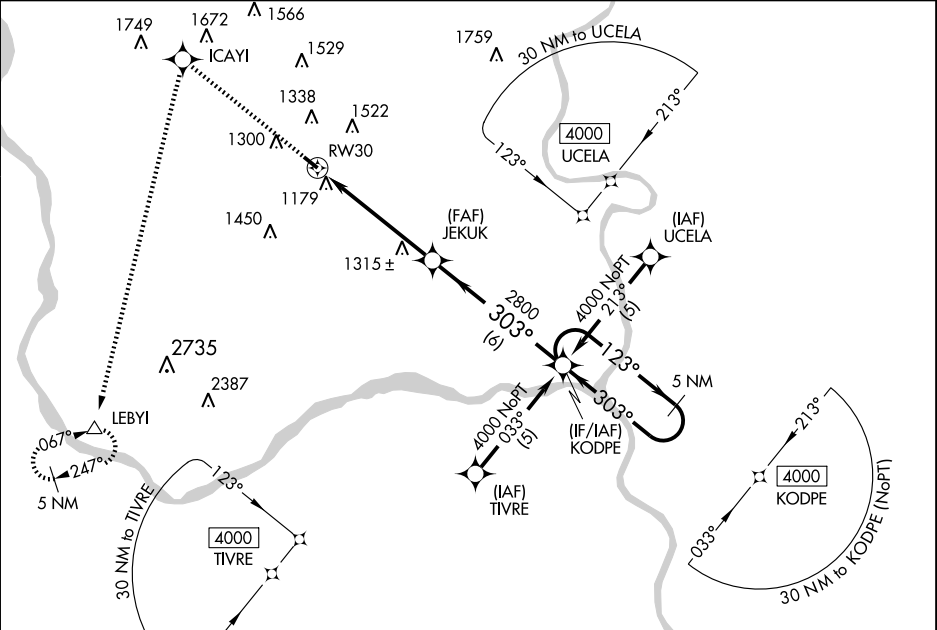 1566
1749
1672
ICAYI
1529
1759
30 NM to UCELA
1338
1522
213°
1300
RW30
4000
UCELA
123°
1179
1450
(FAF)
JEKUK
(IAF)
UCELA
1315 ±
4000 NoPT
213°
(5)
2800
303°
(6)
2735
123°
5 NM
2387
303°
213°
LEBYI
4000 NoPT
033°
(5)
(IF/IAF)
KODPE
067°
247°
5 NM
123°
(IAF)
TIVRE
4000
KODPE
30 NM to TIVRE
4000
TIVRE
033°
30 NM to KODPE (NoPT)